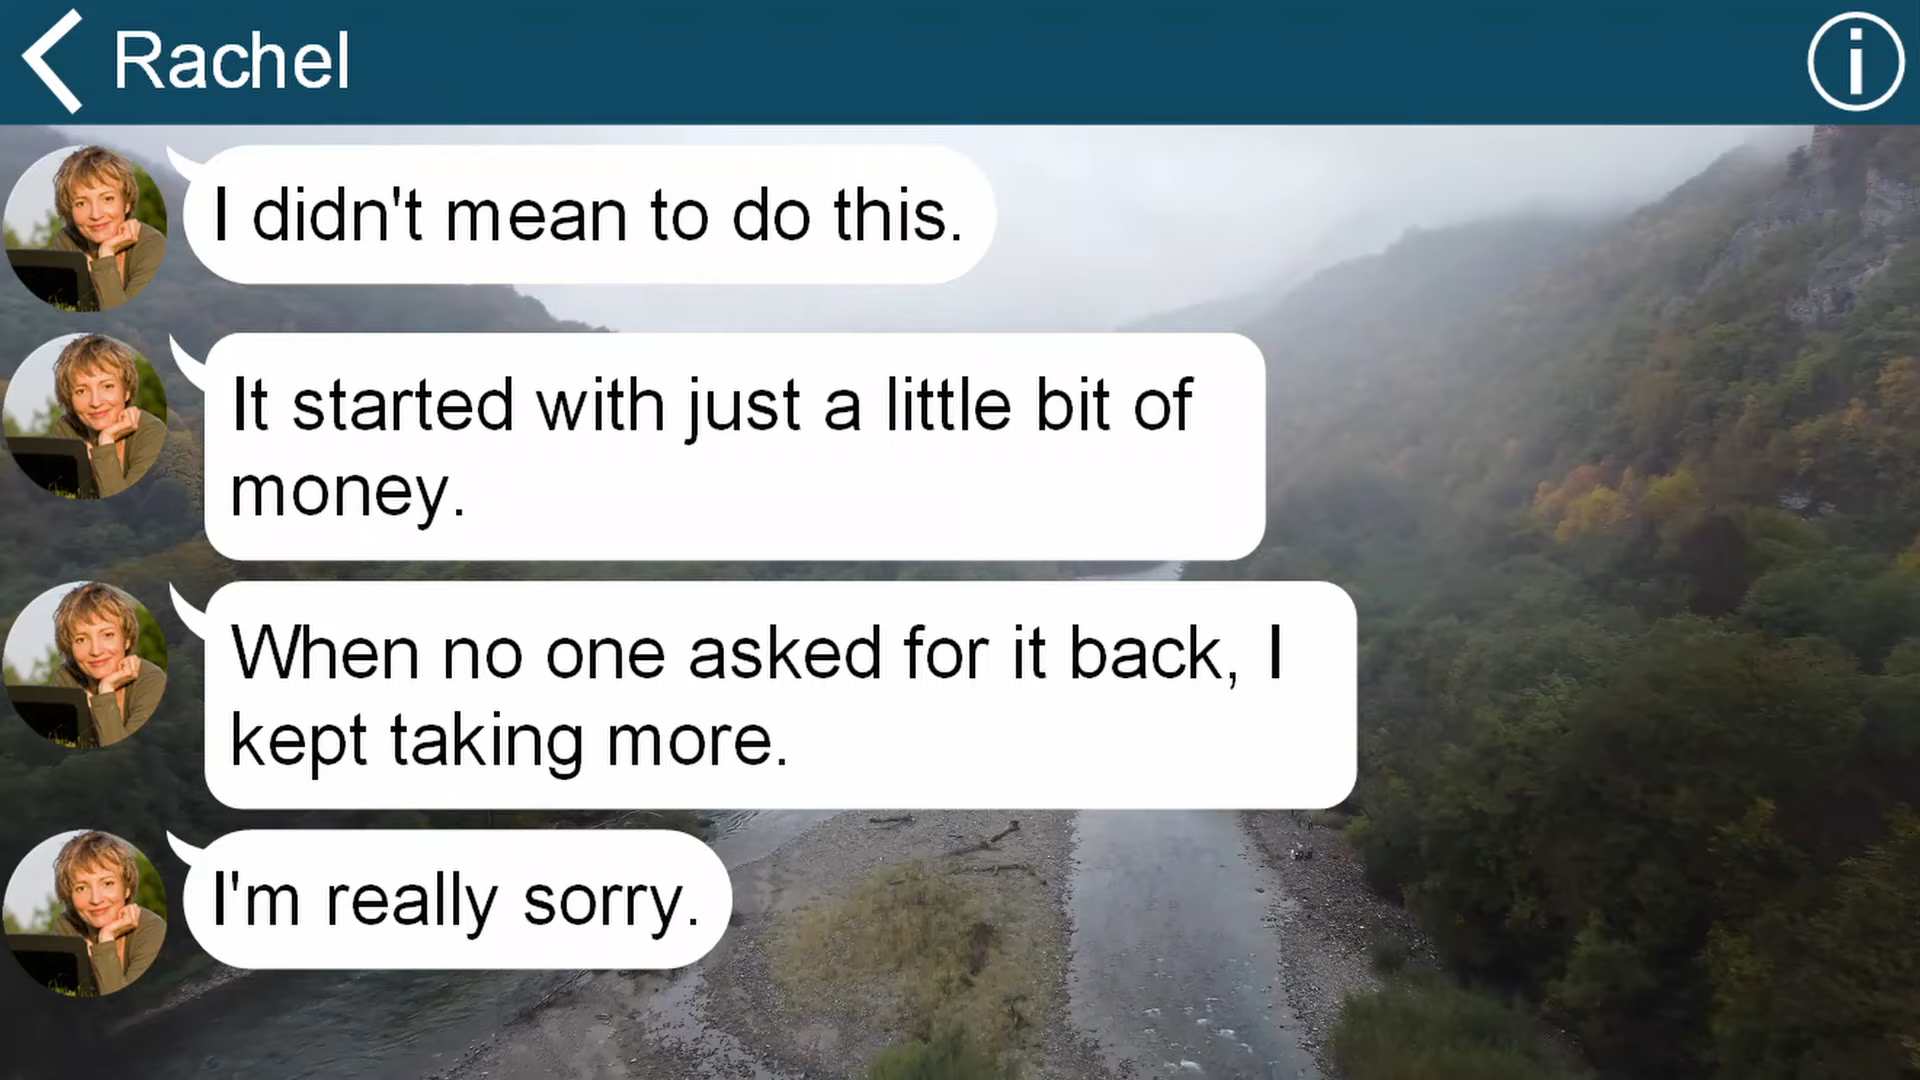 Rachel
I didn't mean to do this.
It started with just a little bit of
money.
When no one asked for it back, I
kept taking more.
I'm really sorry.